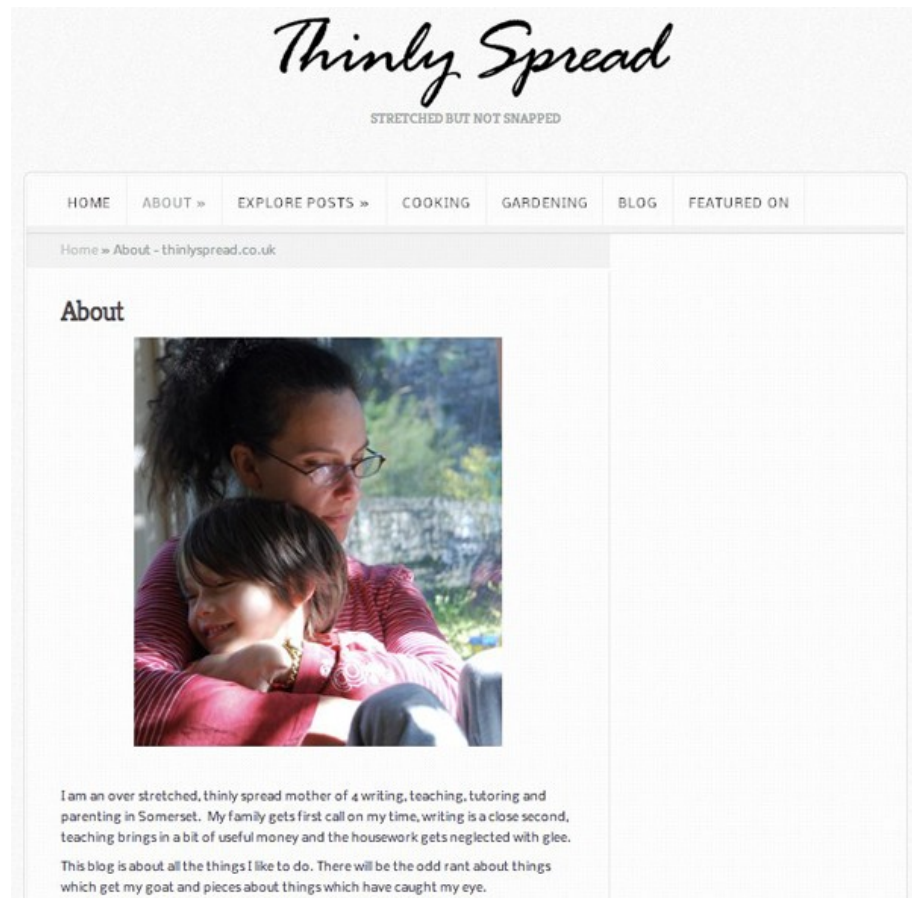 Thinly Spread
STRETCHED BUT NOT SNAPPED
HOME ABOUT » EXPLORE POSTS » COOKING GARDENING BLOG FEATURED ON
Home » About - thinlyspread.co.uk
About
I am an over stretched, thinly spread mother of 4 writing, teaching, tutoring and
parenting in Somerset. My family gets first call on my time, writing is a close second,
teaching brings in a bit of useful money and the housework gets neglected with glee.
This blog is about all the things I like to do. There will be the odd rant about things
which get my goat and pieces about things which have caught my eye.